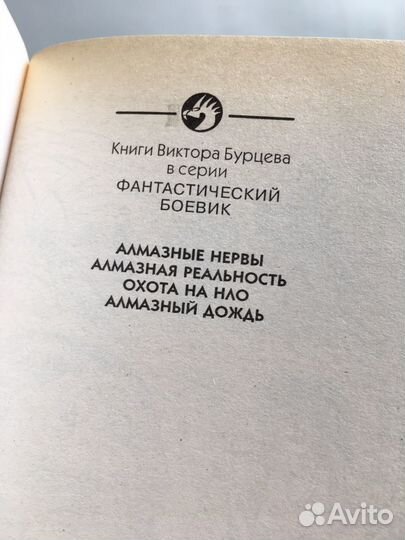 Книги Виктора Бурцева
в серии
ФАНТАСТИЧЕСКИЙ
БОЕВИК
АЛМАЗНЫЕ НЕРВЫ
АЛМАЗНАЯ РЕАЛЬНОСТЬ
ОХОТА НА НЛО
АЛМАЗНЫЙ ДОЖДЬ
Avito